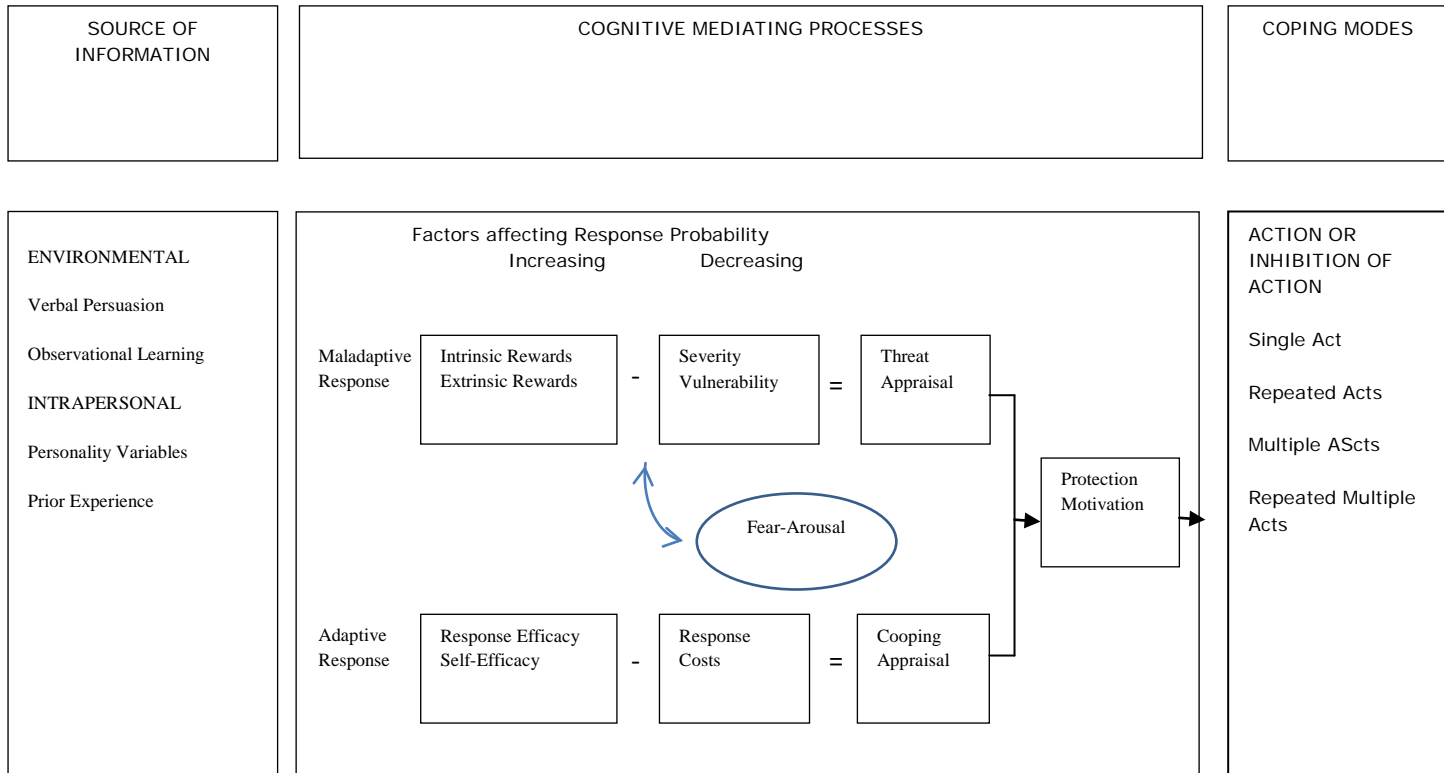 SOURCE OF
INFORMATION
COGNITIVE MEDIATING PROCESSES
COPING MODES
ENVIRONMENTAL
Verbal Persuasion
Observational Learning
INTRAPERSONAL
Personality Variables
Prior Experience
Factors affecting Response Probability
Increasing Decreasing
Maladaptive
Response
Intrinsic Rewards
Extrinsic Rewards
-
Severity
Vulnerability
=
Threat
Appraisal
Fear-Arousal
Adaptive
Response
Response Efficacy
Self-Efficacy
-
Response
Costs
=
Cooping
Appraisal
Protection
Motivation
ACTION OR
INHIBITION OF
ACTION
Single Act
Repeated Acts
Multiple AScts
Repeated Multiple
Acts